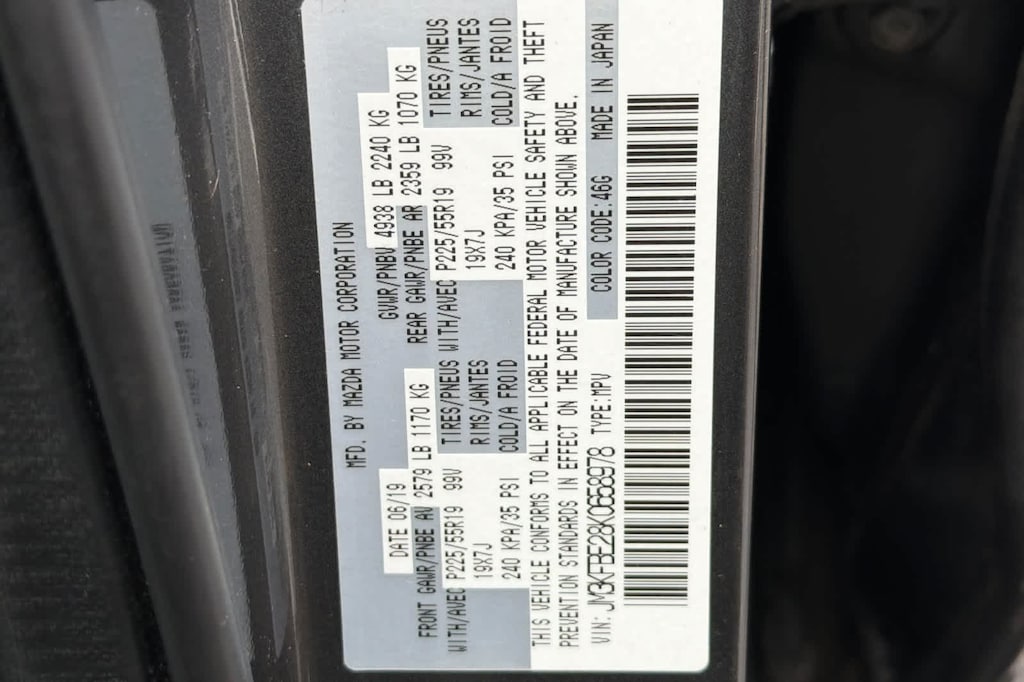 MFD. BY MAZDA MOTOR CORPORATION
DATE 06/19 GVWR/PNBV 4938 LB 2240 KG
FRONT GAWR/PNBE AV 2579 LB 1170 KG REAR GAWR/PNBE AR 2359 LB 1070 KG
WITH/AVEC P225/55R19 99V TIRES/PNEUS WITH/AVEC P225/55R19 99V TIRES/PNEUS
19X7J RIMS/JANTES 19X7J RIMS/JANTES
240 KPA/35 PSI COLD/A FROID 240 KPA/35 PSI COLD/A FROID
THIS VEHICLE CONFORMS TO ALL APPLICABLE FEDERAL MOTOR VEHICLE SAFETY AND THEFT
PREVENTION STANDARDS IN EFFECT ON THE DATE OF MANUFACTURE SHOWN ABOVE.
VIN: JM3KFBE28K0658978 TYPE:MPV COLOR CODE:46G MADE IN JAPAN